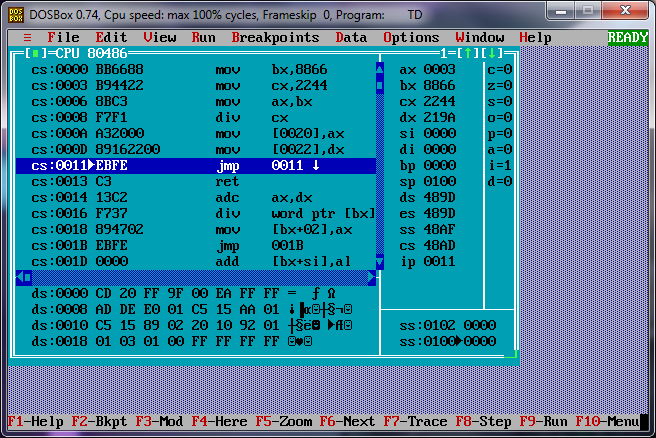 DOSBox 0.74, Cpu speed: max 100% cycles, Frameskip 0, Program: TD
≡ File Edit View Run Breakpoints Data Options Window Help READY
[■]=CPU 80486 1=[↑][↓]
cs:0000 BB6688 mov bx,8866 ax 0003 c=0
cs:0003 B94422 mov cx,2244 bx 8866 z=0
cs:0006 8BC3 mov ax,bx cx 2244 s=0
cs:0008 F7F1 div cx dx 219A o=0
cs:000A A32000 mov [0020],ax si 0000 p=0
cs:000D 89162200 mov [0022],dx di 0000 a=0
cs:0011►EBFE jmp 0011 ↓ bp 0000 i=1
cs:0013 C3 ret sp 0100 d=0
cs:0014 13C2 adc ax,dx ds 489D
cs:0016 F737 div word ptr [bx] es 489D
cs:0018 894702 mov [bx+02],ax ss 48AF
cs:001B EBFE jmp 001B cs 48AD
cs:001D 0000 add [bx+si],al ip 0011
ds:0000 CD 20 FF 9F 00 EA FF FF = ƒ Ω
ds:0008 AD DE E0 01 C5 15 AA 01 ¡▐α☺┼§¬☺
ds:0010 C5 15 89 02 20 10 92 01 ┼§ë☻ ►Æ☺ ss:0102 0000
ds:0018 01 03 01 00 FF FF FF FF ☺♥☺ ss:0100►0000
F1-Help F2-Bkpt F3-Mod F4-Here F5-Zoom F6-Next F7-Trace F8-Step F9-Run F10-Menu